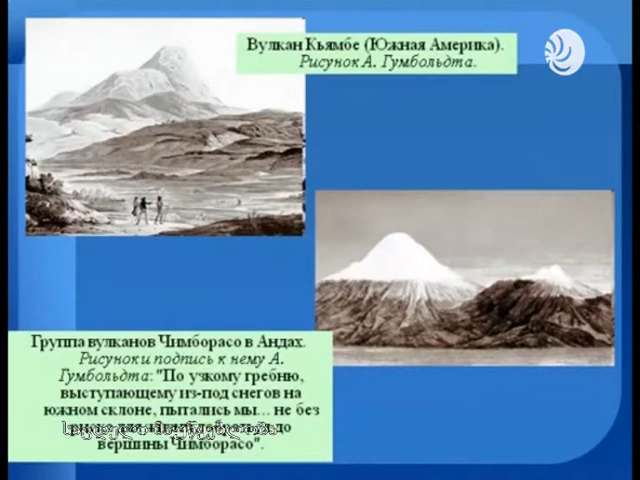 Вулкан Кьямбе (Южная Америка).
Рисунок А. Гумбольдта.
Группа вулканов Чимборасо в Андах.
Рисунок и подпись к нему А.
Гумбольдта: "По узкому гребню,
выступающему из-под снегов на
южном склоне, пытались мы... не без
до
вершины Чимборасо".